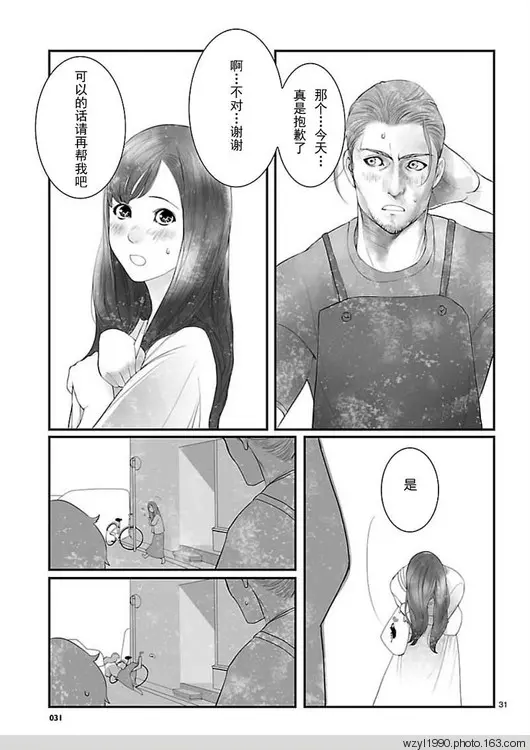 那个…今天…
真是抱歉了
啊…不对…谢谢
可以的话请再帮我吧
是
31
031
wzyl1990.photo.163.com